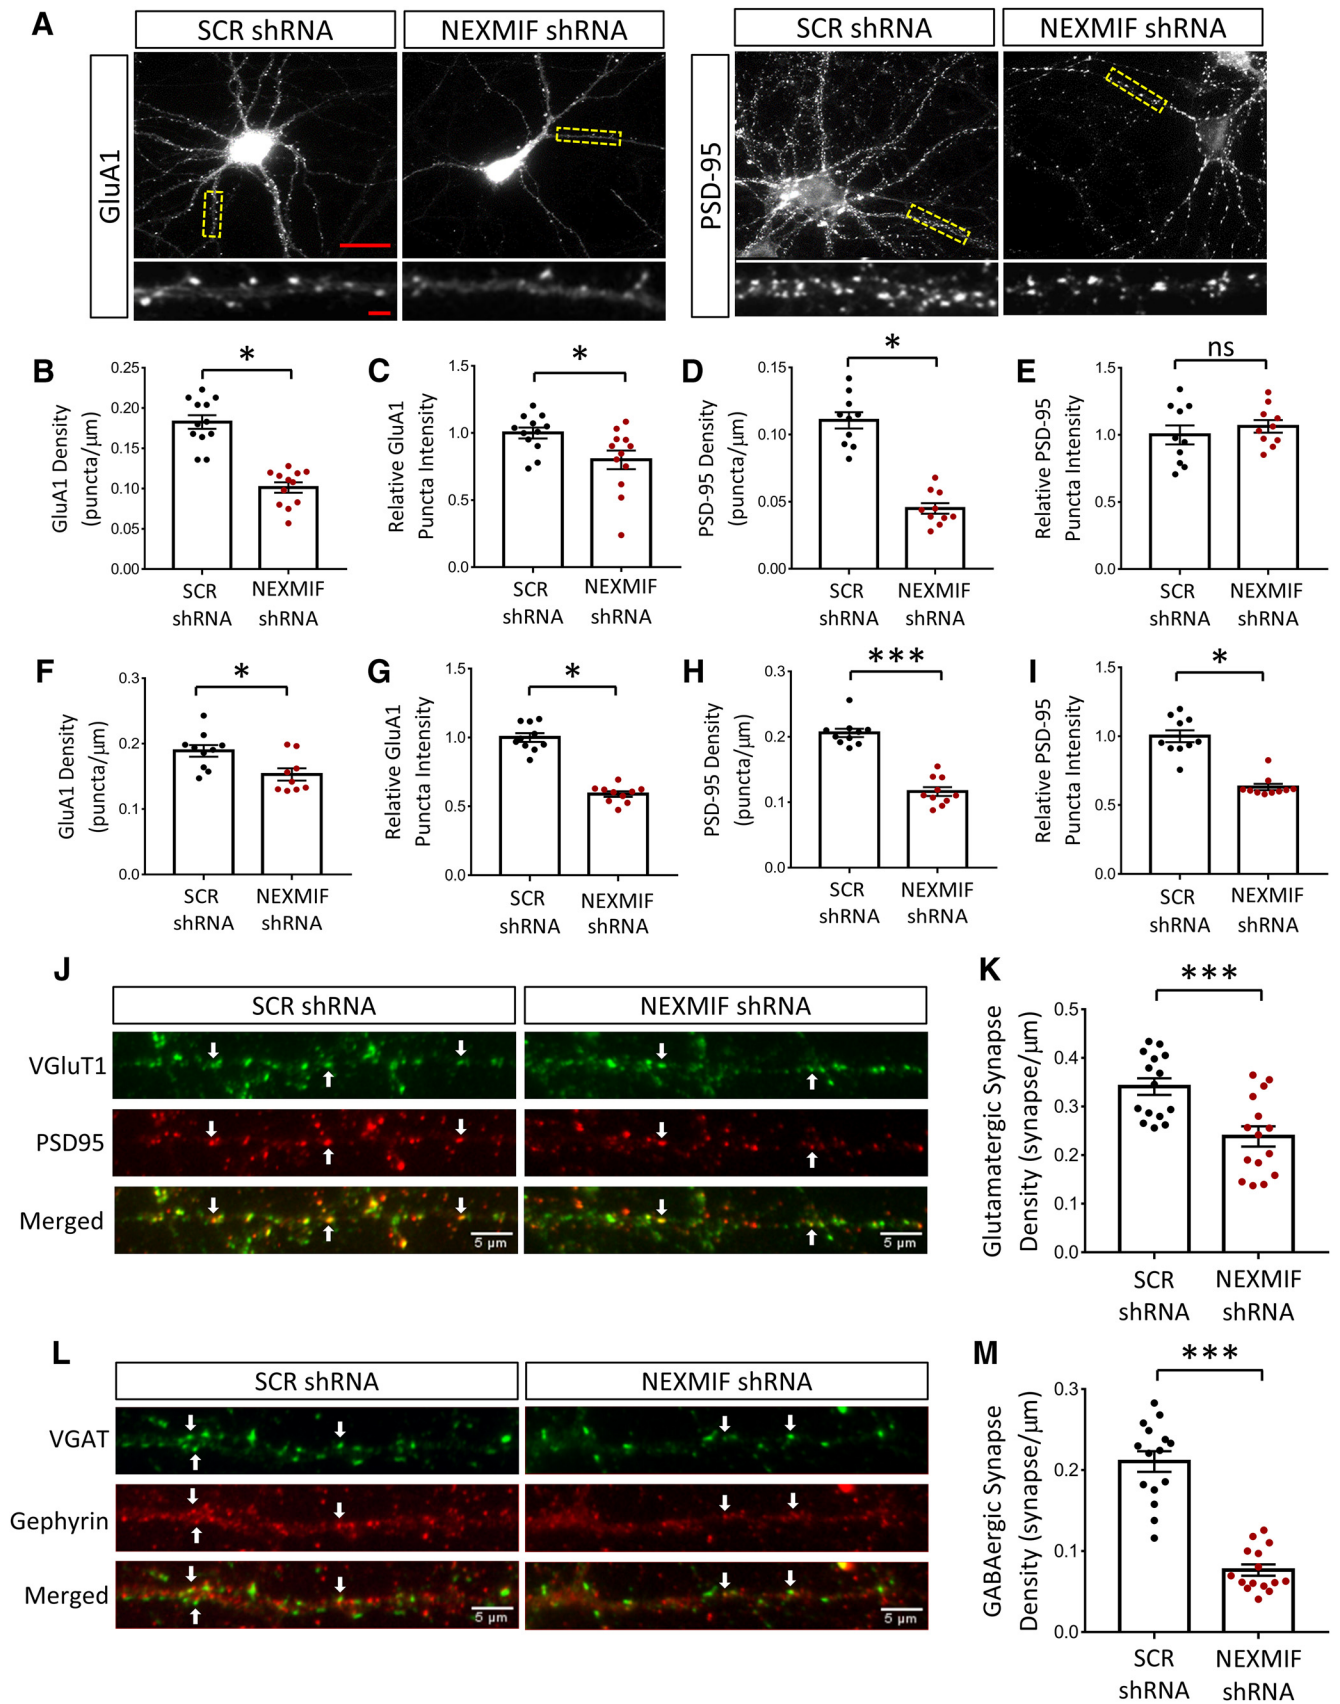 A
SCR shRNA
NEXMIF shRNA
SCR shRNA
NEXMIF shRNA
GluA1
PSD-95
B
*
GluA1 Density
(puncta/µm)
0.25
0.20
0.15
0.10
0.05
0.00
SCR
shRNA
NEXMIF
shRNA
C
*
Relative GluA1
Puncta Intensity
1.5
1.0
0.5
0.0
SCR
shRNA
NEXMIF
shRNA
D
*
PSD-95 Density
(puncta/µm)
0.15
0.10
0.05
0.00
SCR
shRNA
NEXMIF
shRNA
E
ns
Relative PSD-95
Puncta Intensity
1.5
1.0
0.5
0.0
SCR
shRNA
NEXMIF
shRNA
F
*
GluA1 Density
(puncta/µm)
0.3
0.2
0.1
0.0
SCR
shRNA
NEXMIF
shRNA
G
*
Relative GluA1
Puncta Intensity
1.5
1.0
0.5
0.0
SCR
shRNA
NEXMIF
shRNA
H
***
PSD-95 Density
(puncta/µm)
0.3
0.2
0.1
0.0
SCR
shRNA
NEXMIF
shRNA
I
*
Relative PSD-95
Puncta Intensity
1.5
1.0
0.5
0.0
SCR
shRNA
NEXMIF
shRNA
J
SCR shRNA
NEXMIF shRNA
VGluT1
PSD95
Merged
5 µm
5 µm
K
***
Glutamatergic Synapse
Density (synapse/µm)
0.5
0.4
0.3
0.2
0.1
0.0
SCR
shRNA
NEXMIF
shRNA
L
SCR shRNA
NEXMIF shRNA
VGAT
Gephyrin
Merged
5 µm
5 µm
M
***
GABAergic Synapse
Density (synapse/µm)
0.3
0.2
0.1
0.0
SCR
shRNA
NEXMIF
shRNA